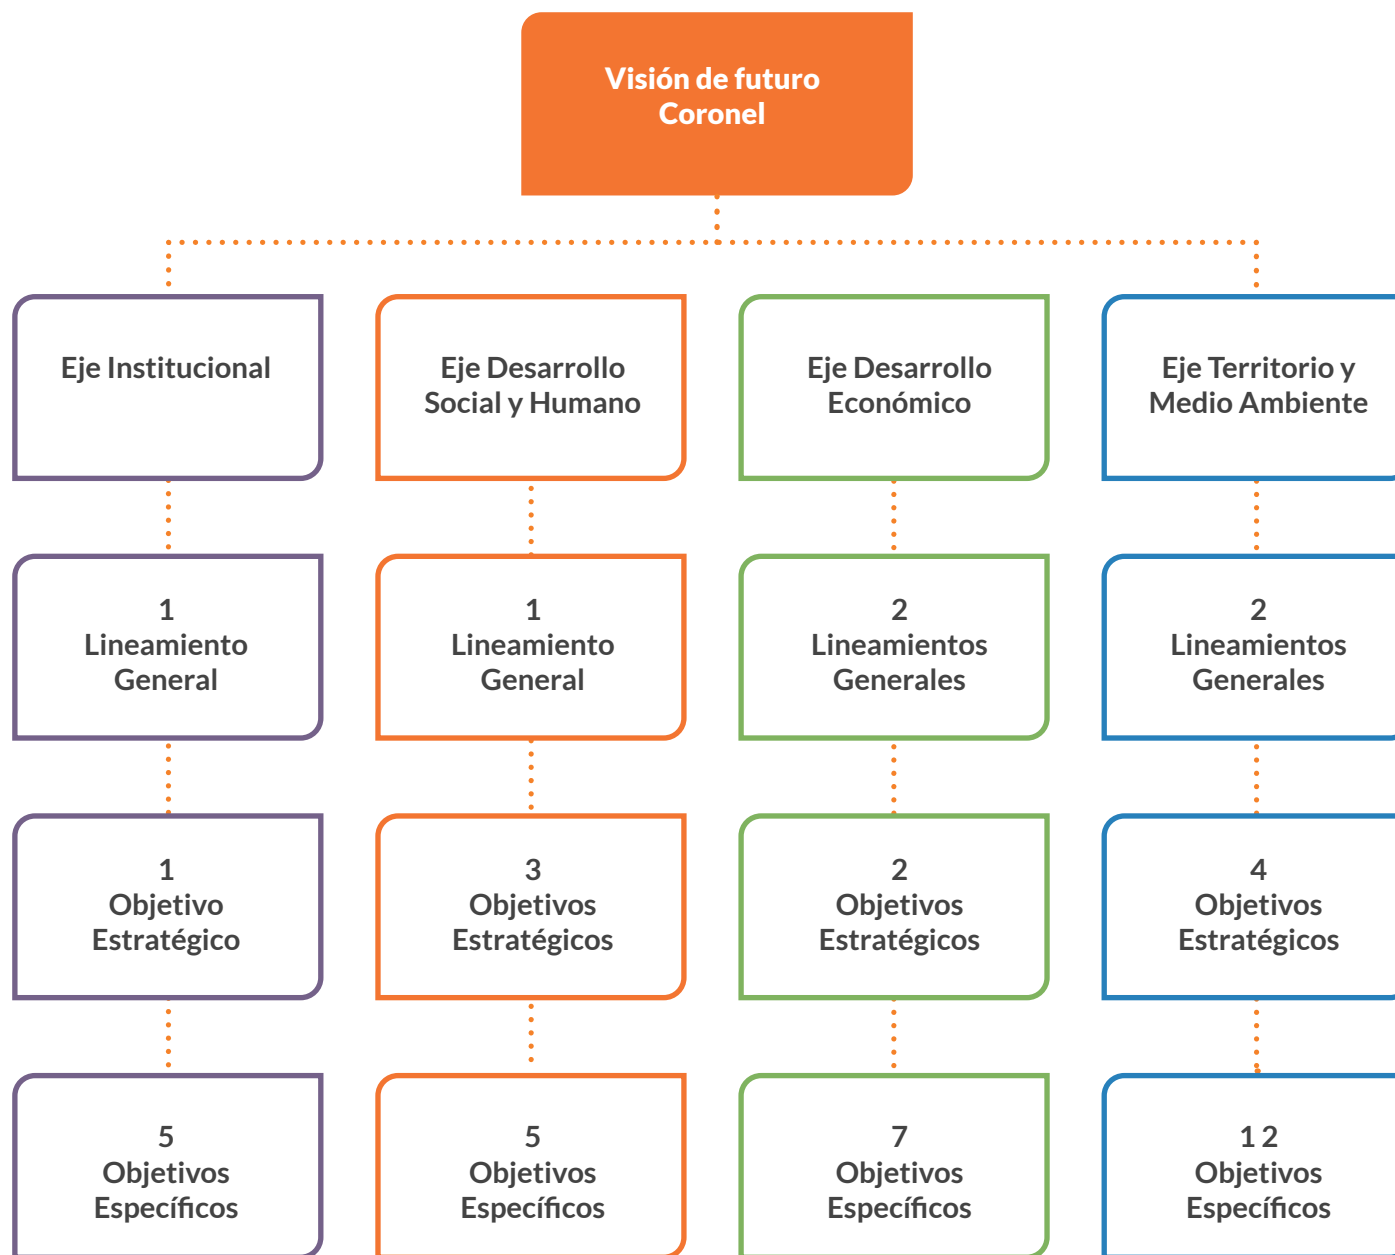 Visión de futuro
Coronel
Eje Institucional
Eje Desarrollo
Social y Humano
Eje Desarrollo
Económico
Eje Territorio y
Medio Ambiente
1
Lineamiento
General
1
Lineamiento
General
2
Lineamientos
Generales
2
Lineamientos
Generales
1
Objetivo
Estratégico
3
Objetivos
Estratégicos
2
Objetivos
Estratégicos
4
Objetivos
Estratégicos
5
Objetivos
Específicos
5
Objetivos
Específicos
7
Objetivos
Específicos
1 2
Objetivos
Específicos